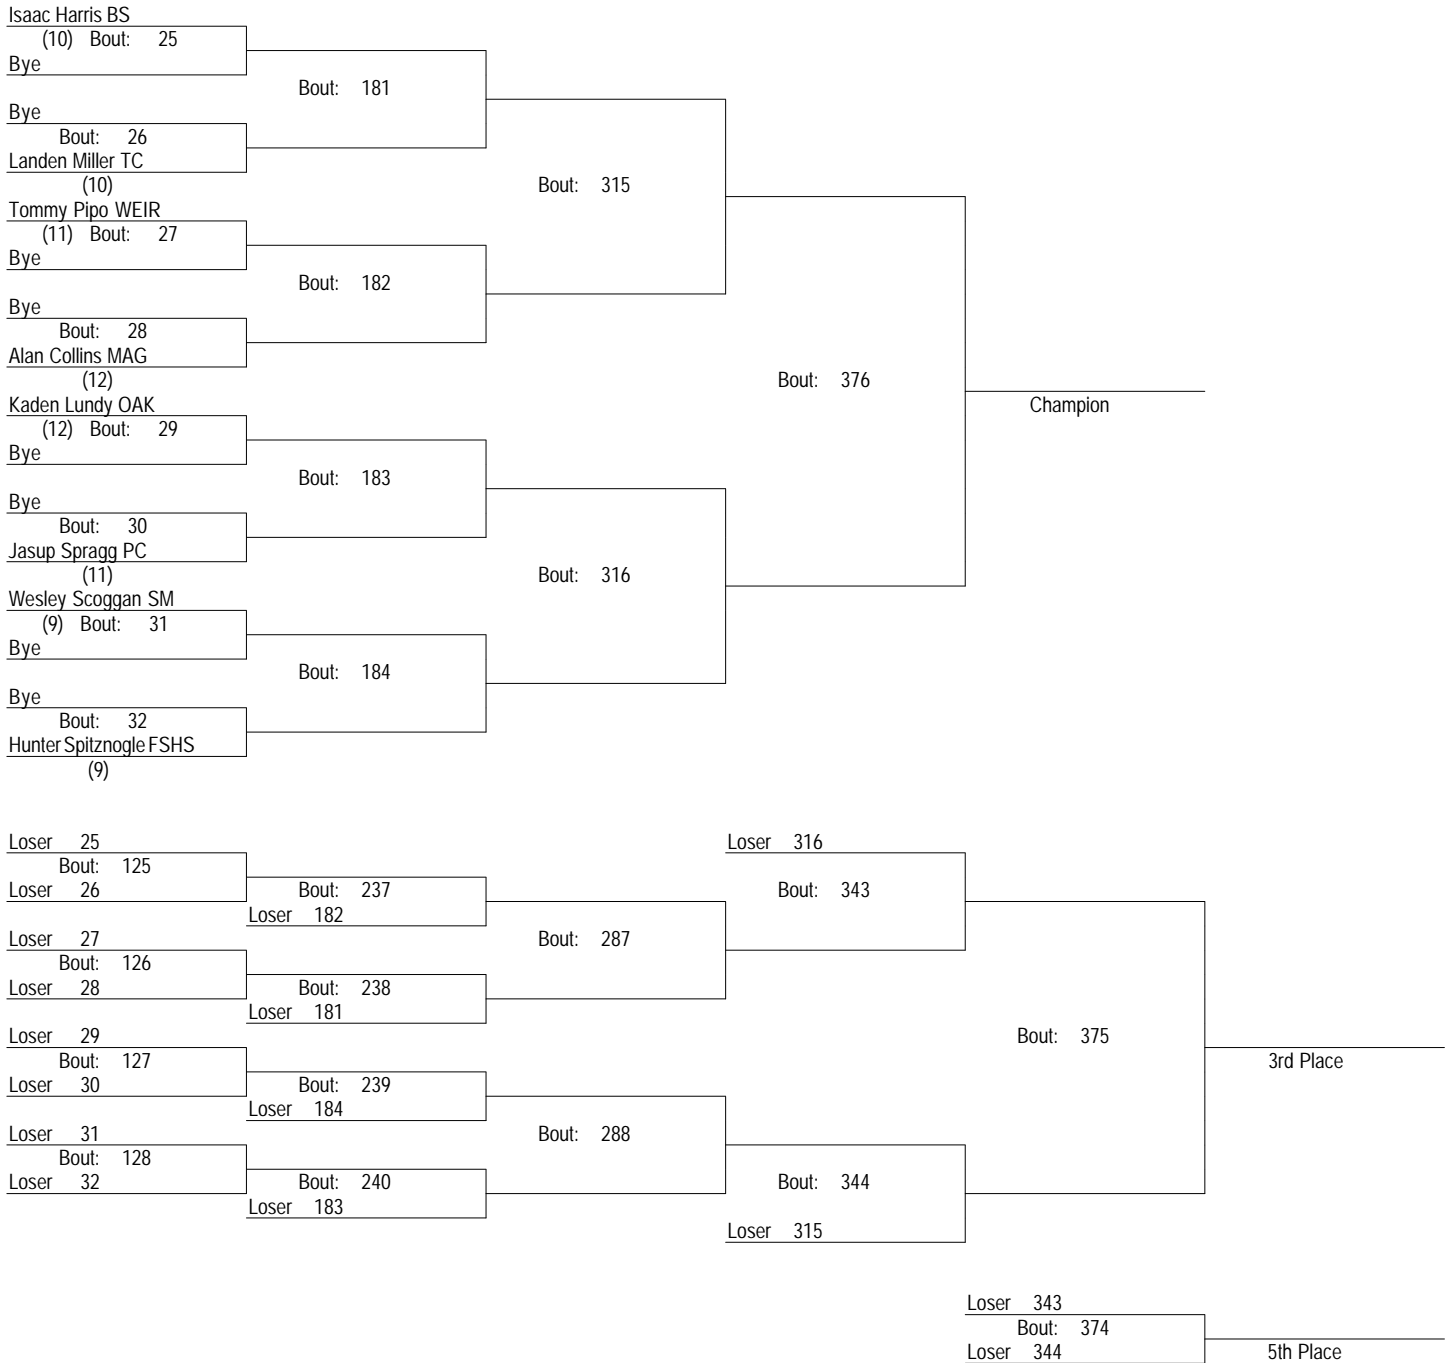 Isaac Harris BS
(10) Bout: 25
Bye
Bout: 181
Bye
Bout: 26
Landen Miller TC
(10)
Bout: 315
Tommy Pipo WEIR
(11) Bout: 27
Bye
Bout: 182
Bye
Bout: 28
Alan Collins MAG
(12)
Bout: 376
Champion
Kaden Lundy OAK
(12) Bout: 29
Bye
Bout: 183
Bye
Bout: 30
Jasup Spragg PC
(11)
Bout: 316
Wesley Scoggan SM
(9) Bout: 31
Bye
Bout: 184
Bye
Bout: 32
Hunter Spitznogle FSHS
(9)
Loser 25
Bout: 125
Loser 26
Bout: 237
Loser 182
Loser 316
Bout: 343
Loser 27
Bout: 126
Loser 28
Bout: 287
Bout: 238
Loser 181
Loser 29
Bout: 127
Loser 30
Bout: 375
3rd Place
Bout: 239
Loser 184
Loser 31
Bout: 128
Loser 32
Bout: 288
Bout: 240
Loser 183
Bout: 344
Loser 315
Loser 343
Bout: 374
Loser 344
5th Place